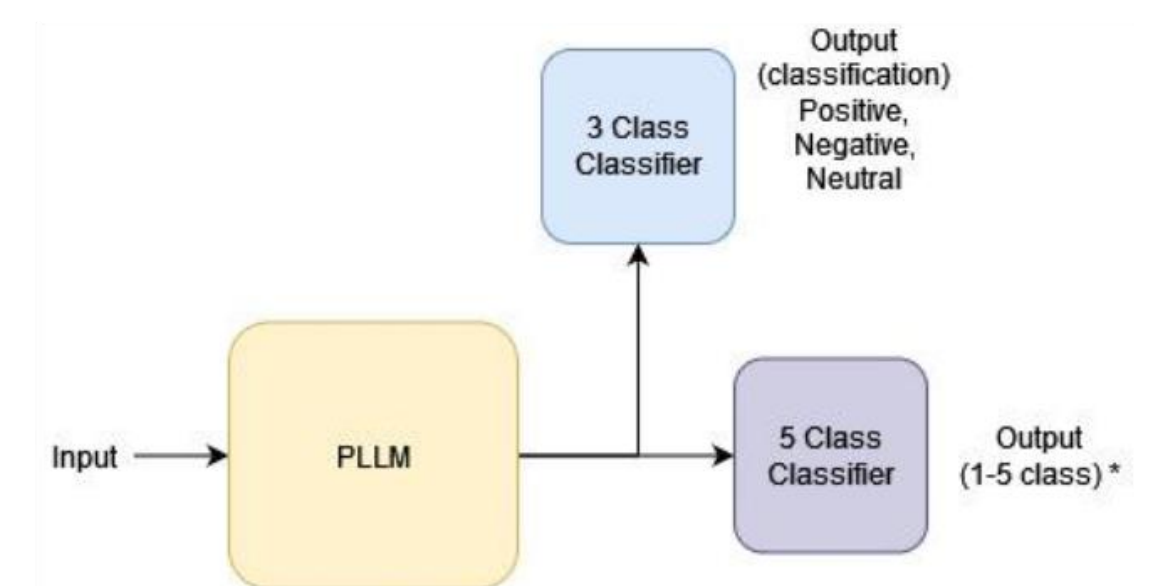 Output
(classification)
Positive,
Negative,
Neutral
3 Class
Classifier
Input
PLLM
5 Class
Classifier
Output
(1-5 class) *